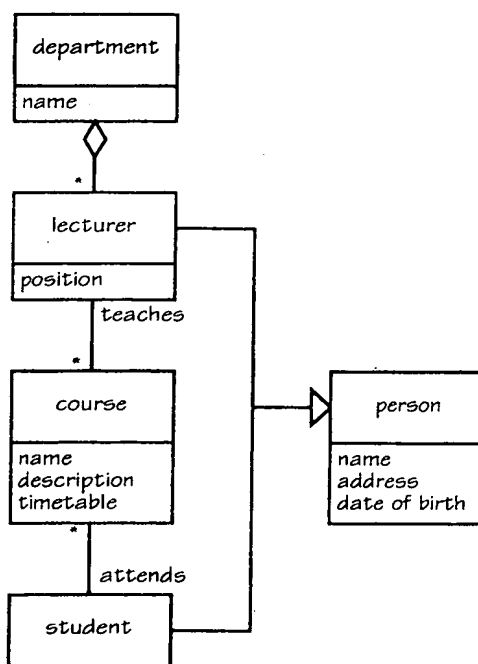 department
name
*
lecturer
position
teaches
*
course
name
description
timetable
*
attends
student
person
name
address
date of birth